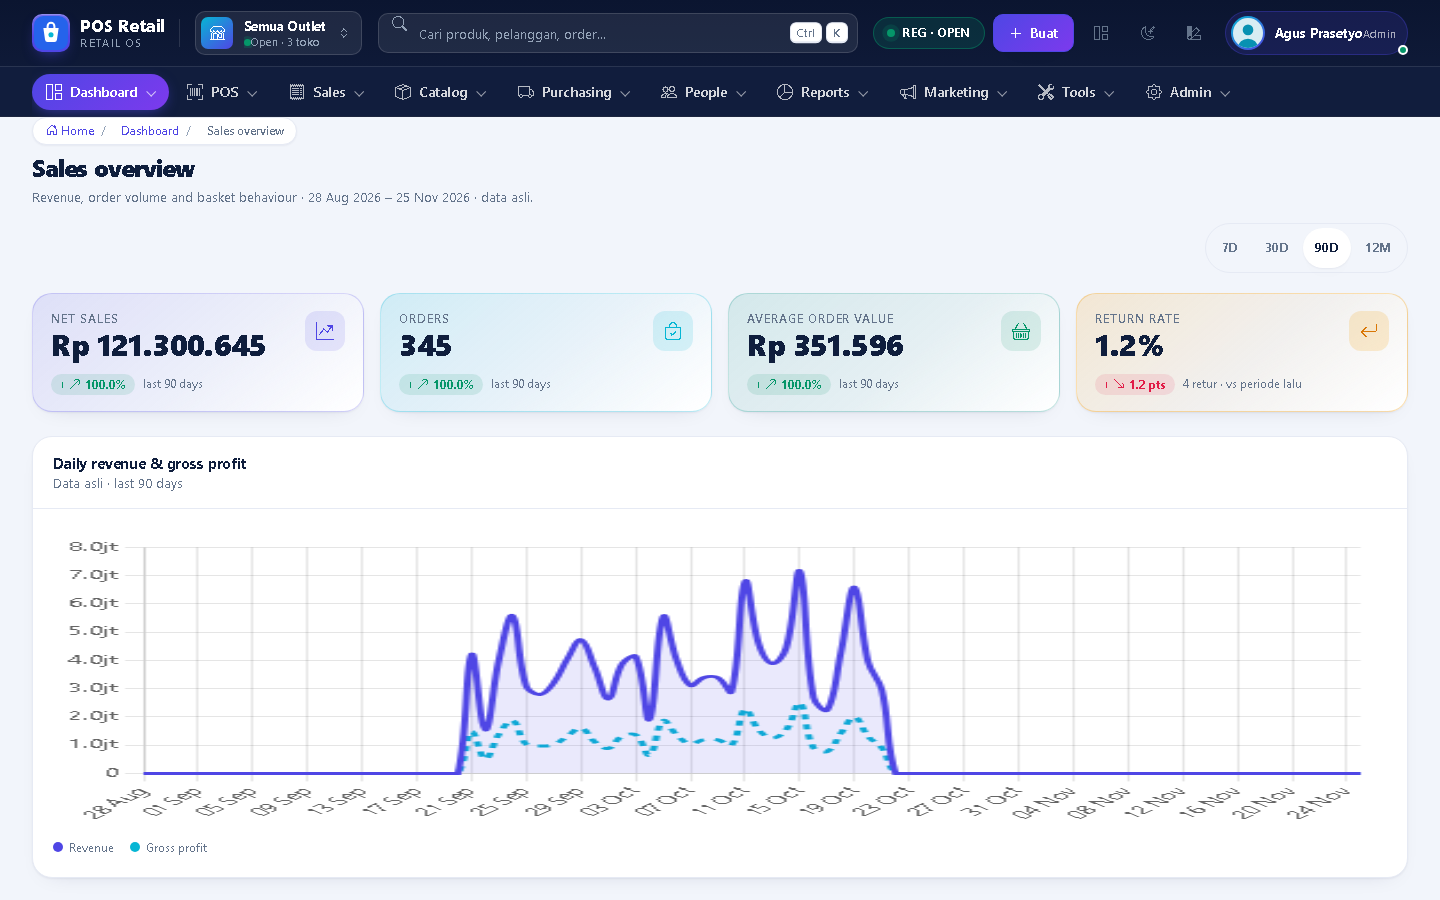 POS Retail
RETAIL OS
Semua Outlet
Open · 3 toko
Cari produk, pelanggan, order...
Ctrl K
REG · OPEN
+ Buat
Agus Prasetyo Admin
Dashboard
POS
Sales
Catalog
Purchasing
People
Reports
Marketing
Tools
Admin
Home / Dashboard / Sales overview
Sales overview
Revenue, order volume and basket behaviour · 28 Aug 2026 – 25 Nov 2026 · data asli.
7D 30D 90D 12M
NET SALES
Rp 121.300.645
↑ ↗ 100.0% last 90 days
ORDERS
345
↑ ↗ 100.0% last 90 days
AVERAGE ORDER VALUE
Rp 351.596
↑ ↗ 100.0% last 90 days
RETURN RATE
1.2%
↘ 1.2 pts 4 retur · vs periode lalu
Daily revenue & gross profit
Data asli · last 90 days
8.0jt
7.0jt
6.0jt
5.0jt
4.0jt
3.0jt
2.0jt
1.0jt
0
28 Aug 01 Sep 05 Sep 09 Sep 13 Sep 17 Sep 21 Sep 25 Sep 29 Sep 03 Oct 07 Oct 11 Oct 15 Oct 19 Oct 23 Oct 27 Oct 31 Oct 04 Nov 08 Nov 12 Nov 16 Nov 20 Nov 24 Nov
Revenue Gross profit